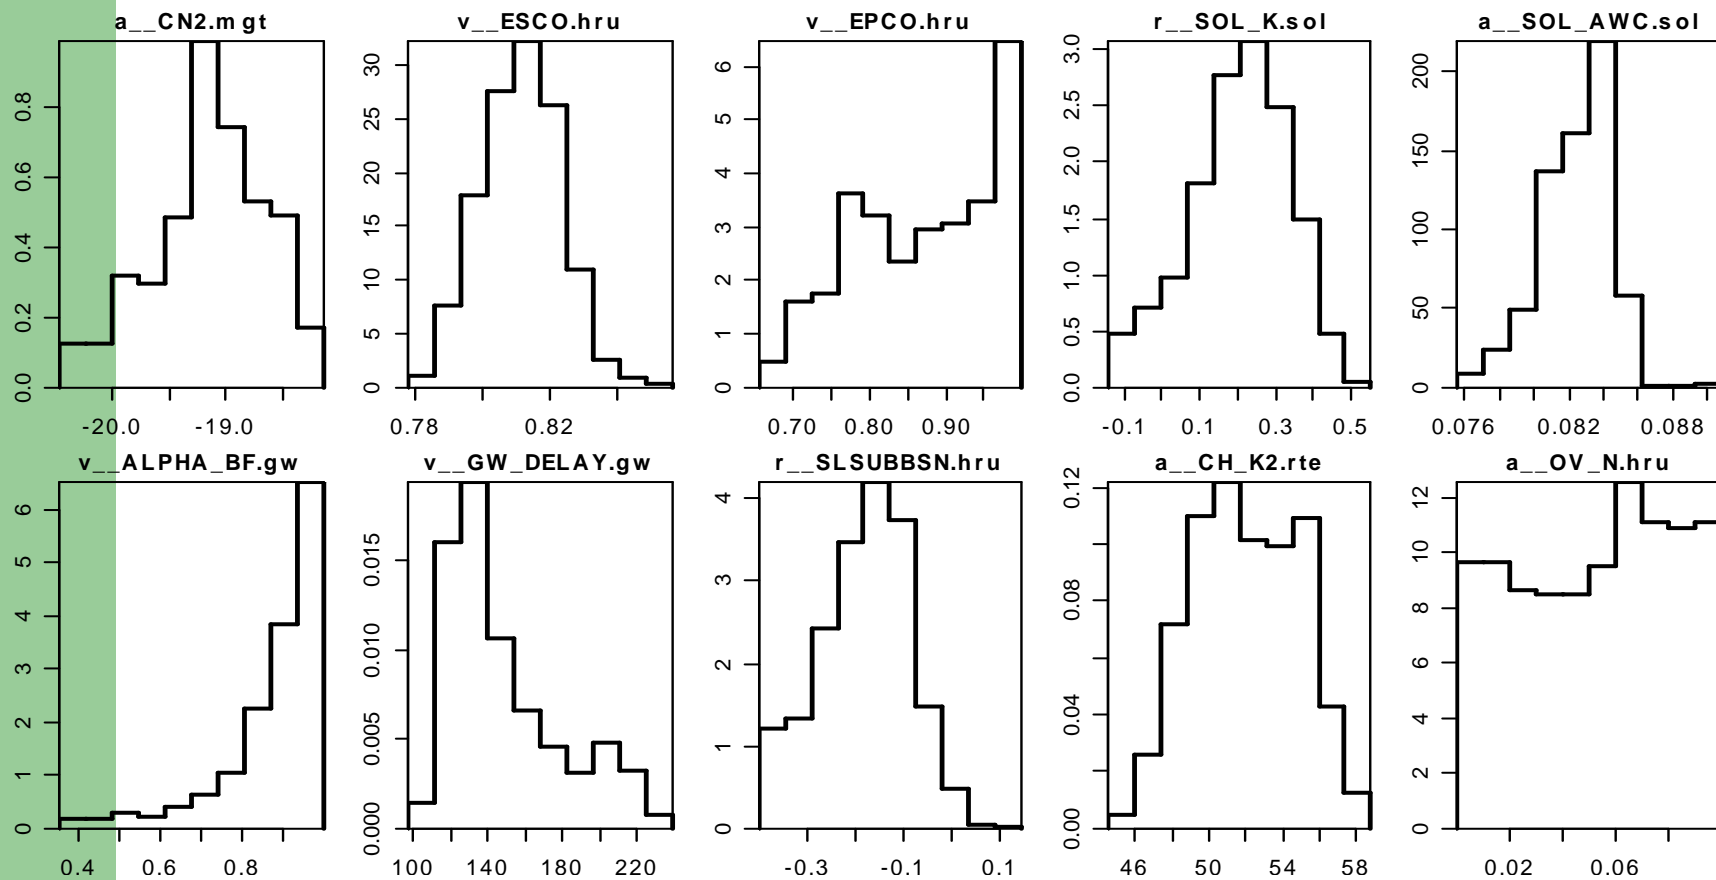 a__CN2.mgt v__ESCO.hru v__EPCO.hru r__SOL_K.sol a__SOL_AWC.sol
0.0 0.2 0.4 0.6 0.8
-20.0 -19.0
0 5 10 15 20 25 30
0.78 0.82
0 1 2 3 4 5 6
0.70 0.80 0.90
0.0 0.5 1.0 1.5 2.0 2.5 3.0
-0.1 0.1 0.3 0.5
0 50 100 150 200
0.076 0.082 0.088
v__ALPHA_BF.gw v__GW_DELAY.gw r__SLSUBBSN.hru a__CH_K2.rte a__OV_N.hru
0 1 2 3 4 5 6
0.4 0.6 0.8
0.000 0.005 0.010 0.015
100 140 180 220
0 1 2 3 4
-0.3 -0.1 0.1
0.00 0.04 0.08 0.12
46 50 54 58
0 2 4 6 8 10 12
0.02 0.06